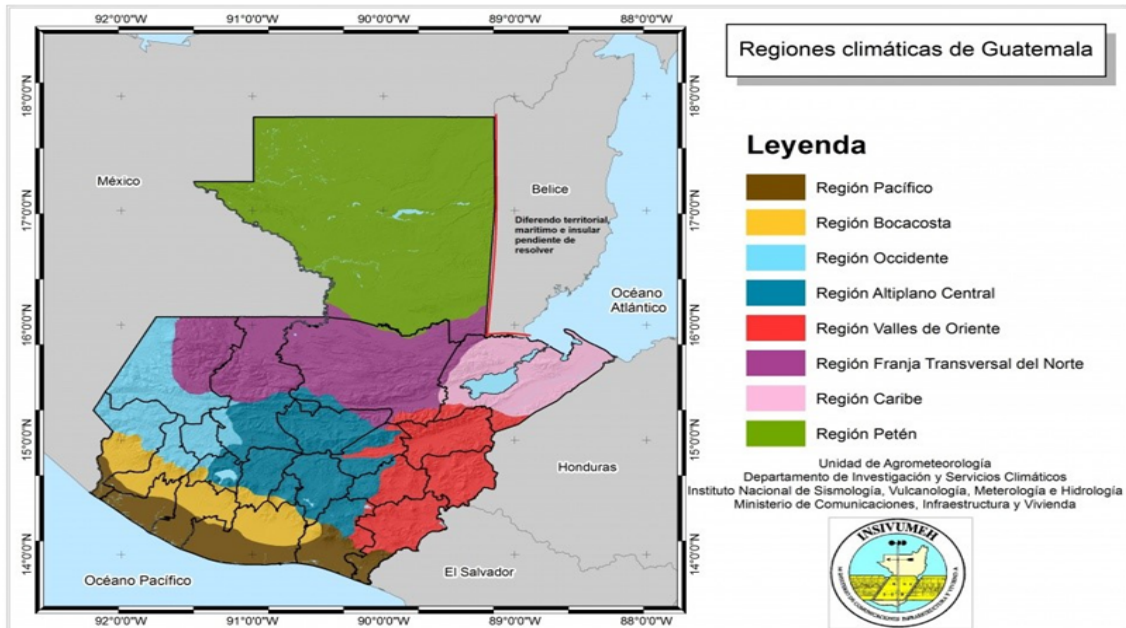 92°0'0"W 91°0'0"W 90°0'0"W 89°0'0"W 88°0'0"W
Regiones climáticas de Guatemala
18°0'0"N
17°0'0"N
16°0'0"N
15°0'0"N
14°0'0"N
18°0'0"N
17°0'0"N
16°0'0"N
15°0'0"N
14°0'0"N
México
Belice
Diferendo territorial,
marítimo e insular
pendiente de
resolver
Océano
Atlántico
Honduras
El Salvador
Océano Pacífico
92°0'0"W 91°0'0"W 90°0'0"W 89°0'0"W 88°0'0"W
Leyenda
Región Pacífico
Región Bocacosta
Región Occidente
Región Altiplano Central
Región Valles de Oriente
Región Franja Transversal del Norte
Región Caribe
Región Petén
Unidad de Agrometeorología
Departamento de Investigación y Servicios Climáticos
Instituto Nacional de Sismología, Vulcanología, Meterología e Hidrología
Ministerio de Comunicaciones, Infraestructura y Vivienda
INSIVUMEH